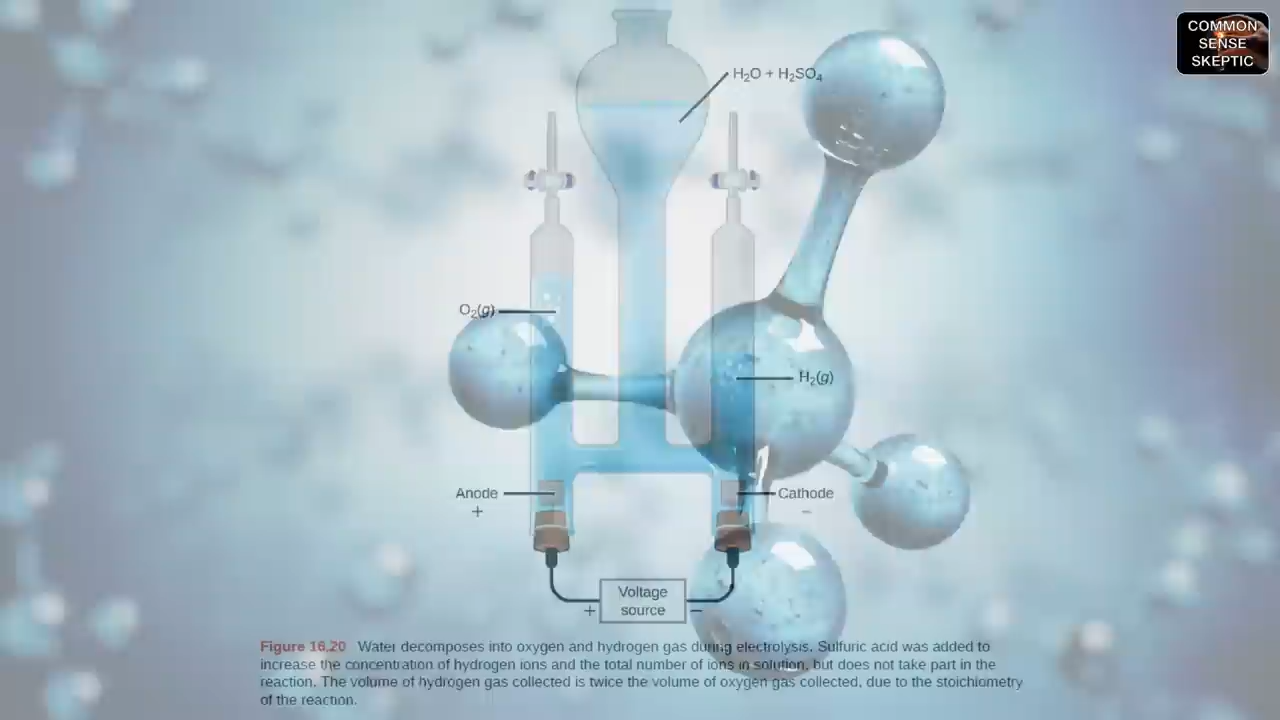 COMMON
SENSE
SKEPTIC
H₂O + H₂SO₄
O₂(g)
H₂(g)
Anode
+
Cathode
−
Voltage
source
+
−
Figure 16.20 Water decomposes into oxygen and hydrogen gas during electrolysis. Sulfuric acid was added to
increase the concentration of hydrogen ions and the total number of ions in solution, but does not take part in the
reaction. The volume of hydrogen gas collected is twice the volume of oxygen gas collected, due to the stoichiometry
of the reaction.